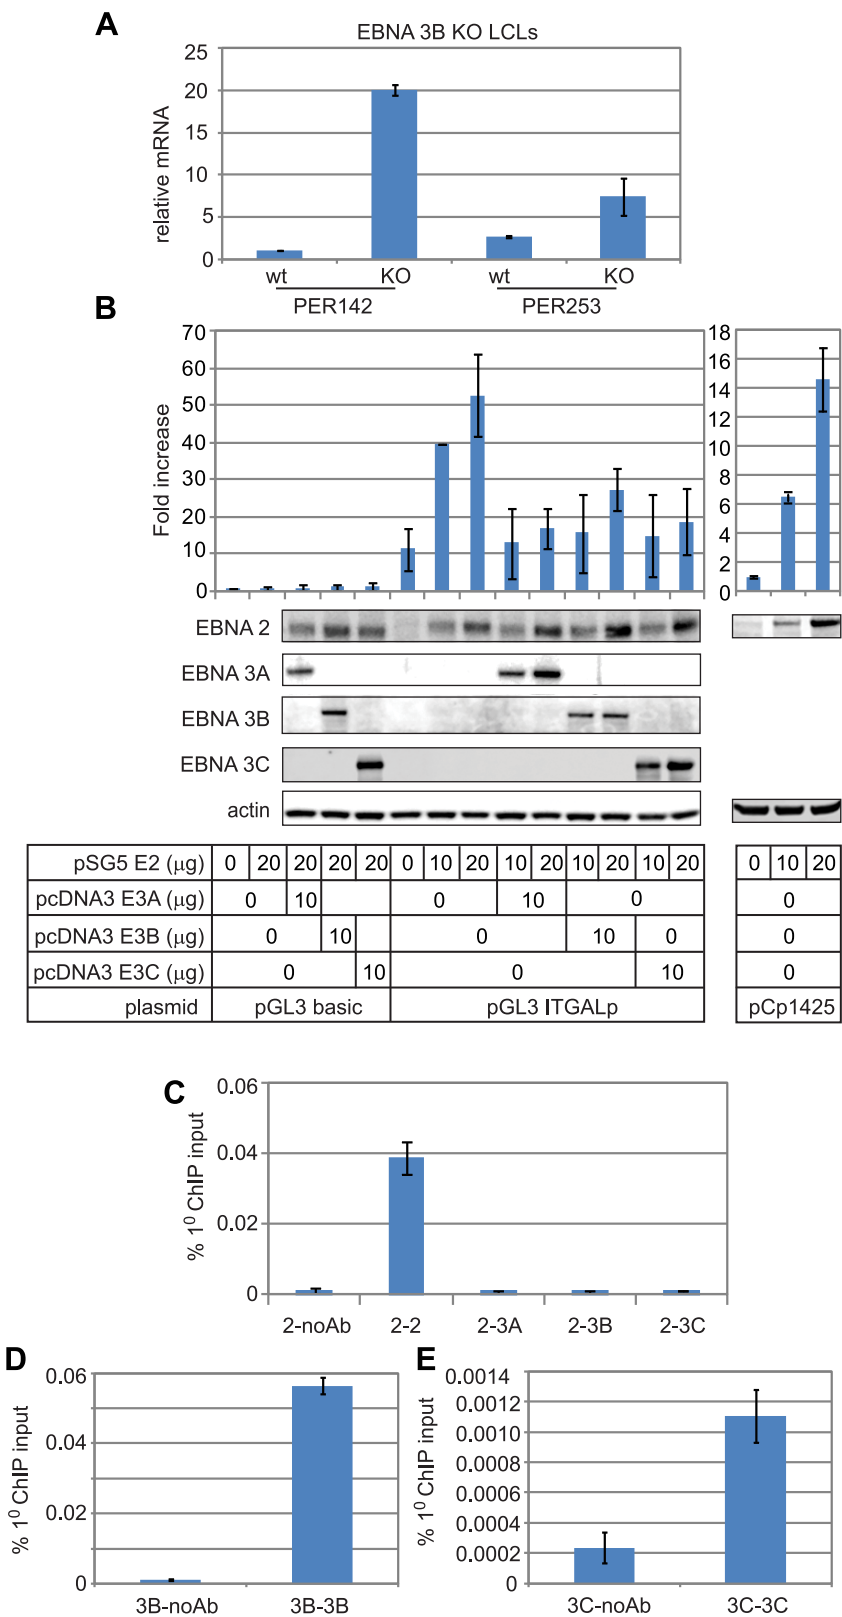 A
EBNA 3B KO LCLs
relative mRNA
25
20
15
10
5
0
wt
KO
wt
KO
PER142
PER253
B
Fold increase
70
60
50
40
30
20
10
0
18
16
14
12
10
8
6
4
2
0
EBNA 2
EBNA 3A
EBNA 3B
EBNA 3C
actin
pSG5 E2 (µg) 0 20 20 20 20 0 10 20 10 20 10 20 10 20 0 10 20
pcDNA3 E3A (µg) 0 10 0 10 0 0
pcDNA3 E3B (µg) 0 10 0 10 0 0
pcDNA3 E3C (µg) 0 10 0 10 0
plasmid pGL3 basic pGL3 ITGALp pCp1425
C
% 1⁰ ChIP input
0.06
0.04
0.02
0
2-noAb 2-2 2-3A 2-3B 2-3C
D
% 1⁰ ChIP input
0.06
0.04
0.02
0
3B-noAb 3B-3B
E
% 1⁰ ChIP input
0.0014
0.0012
0.0010
0.0008
0.0006
0.0004
0.0002
0
3C-noAb 3C-3C